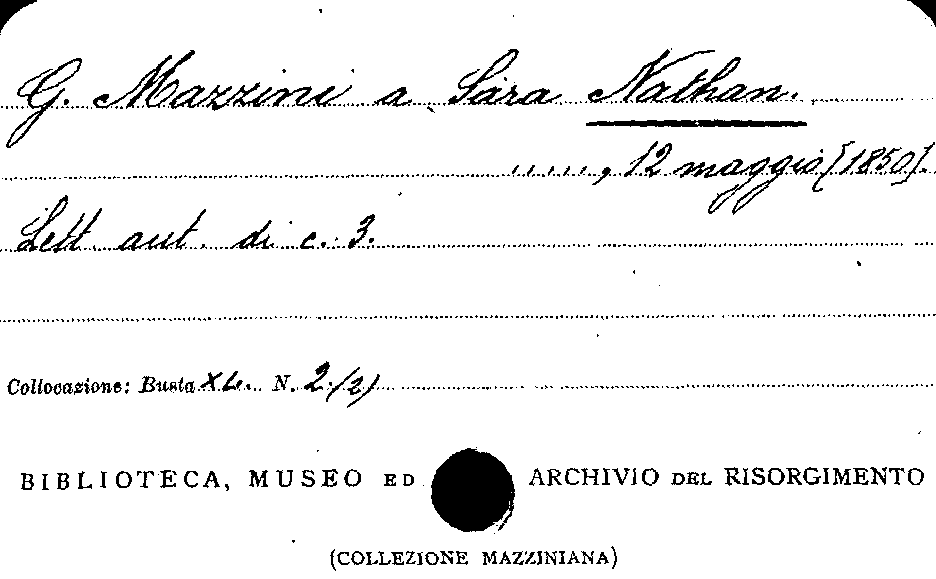 G. Mazzini a Sara Nathan.
....., 12 maggio [1850].
Lett. aut. di c. 3.
Collocazione: Busta XL. N. 2 (2)
BIBLIOTECA, MUSEO ED ARCHIVIO DEL RISORGIMENTO
(COLLEZIONE MAZZINIANA)